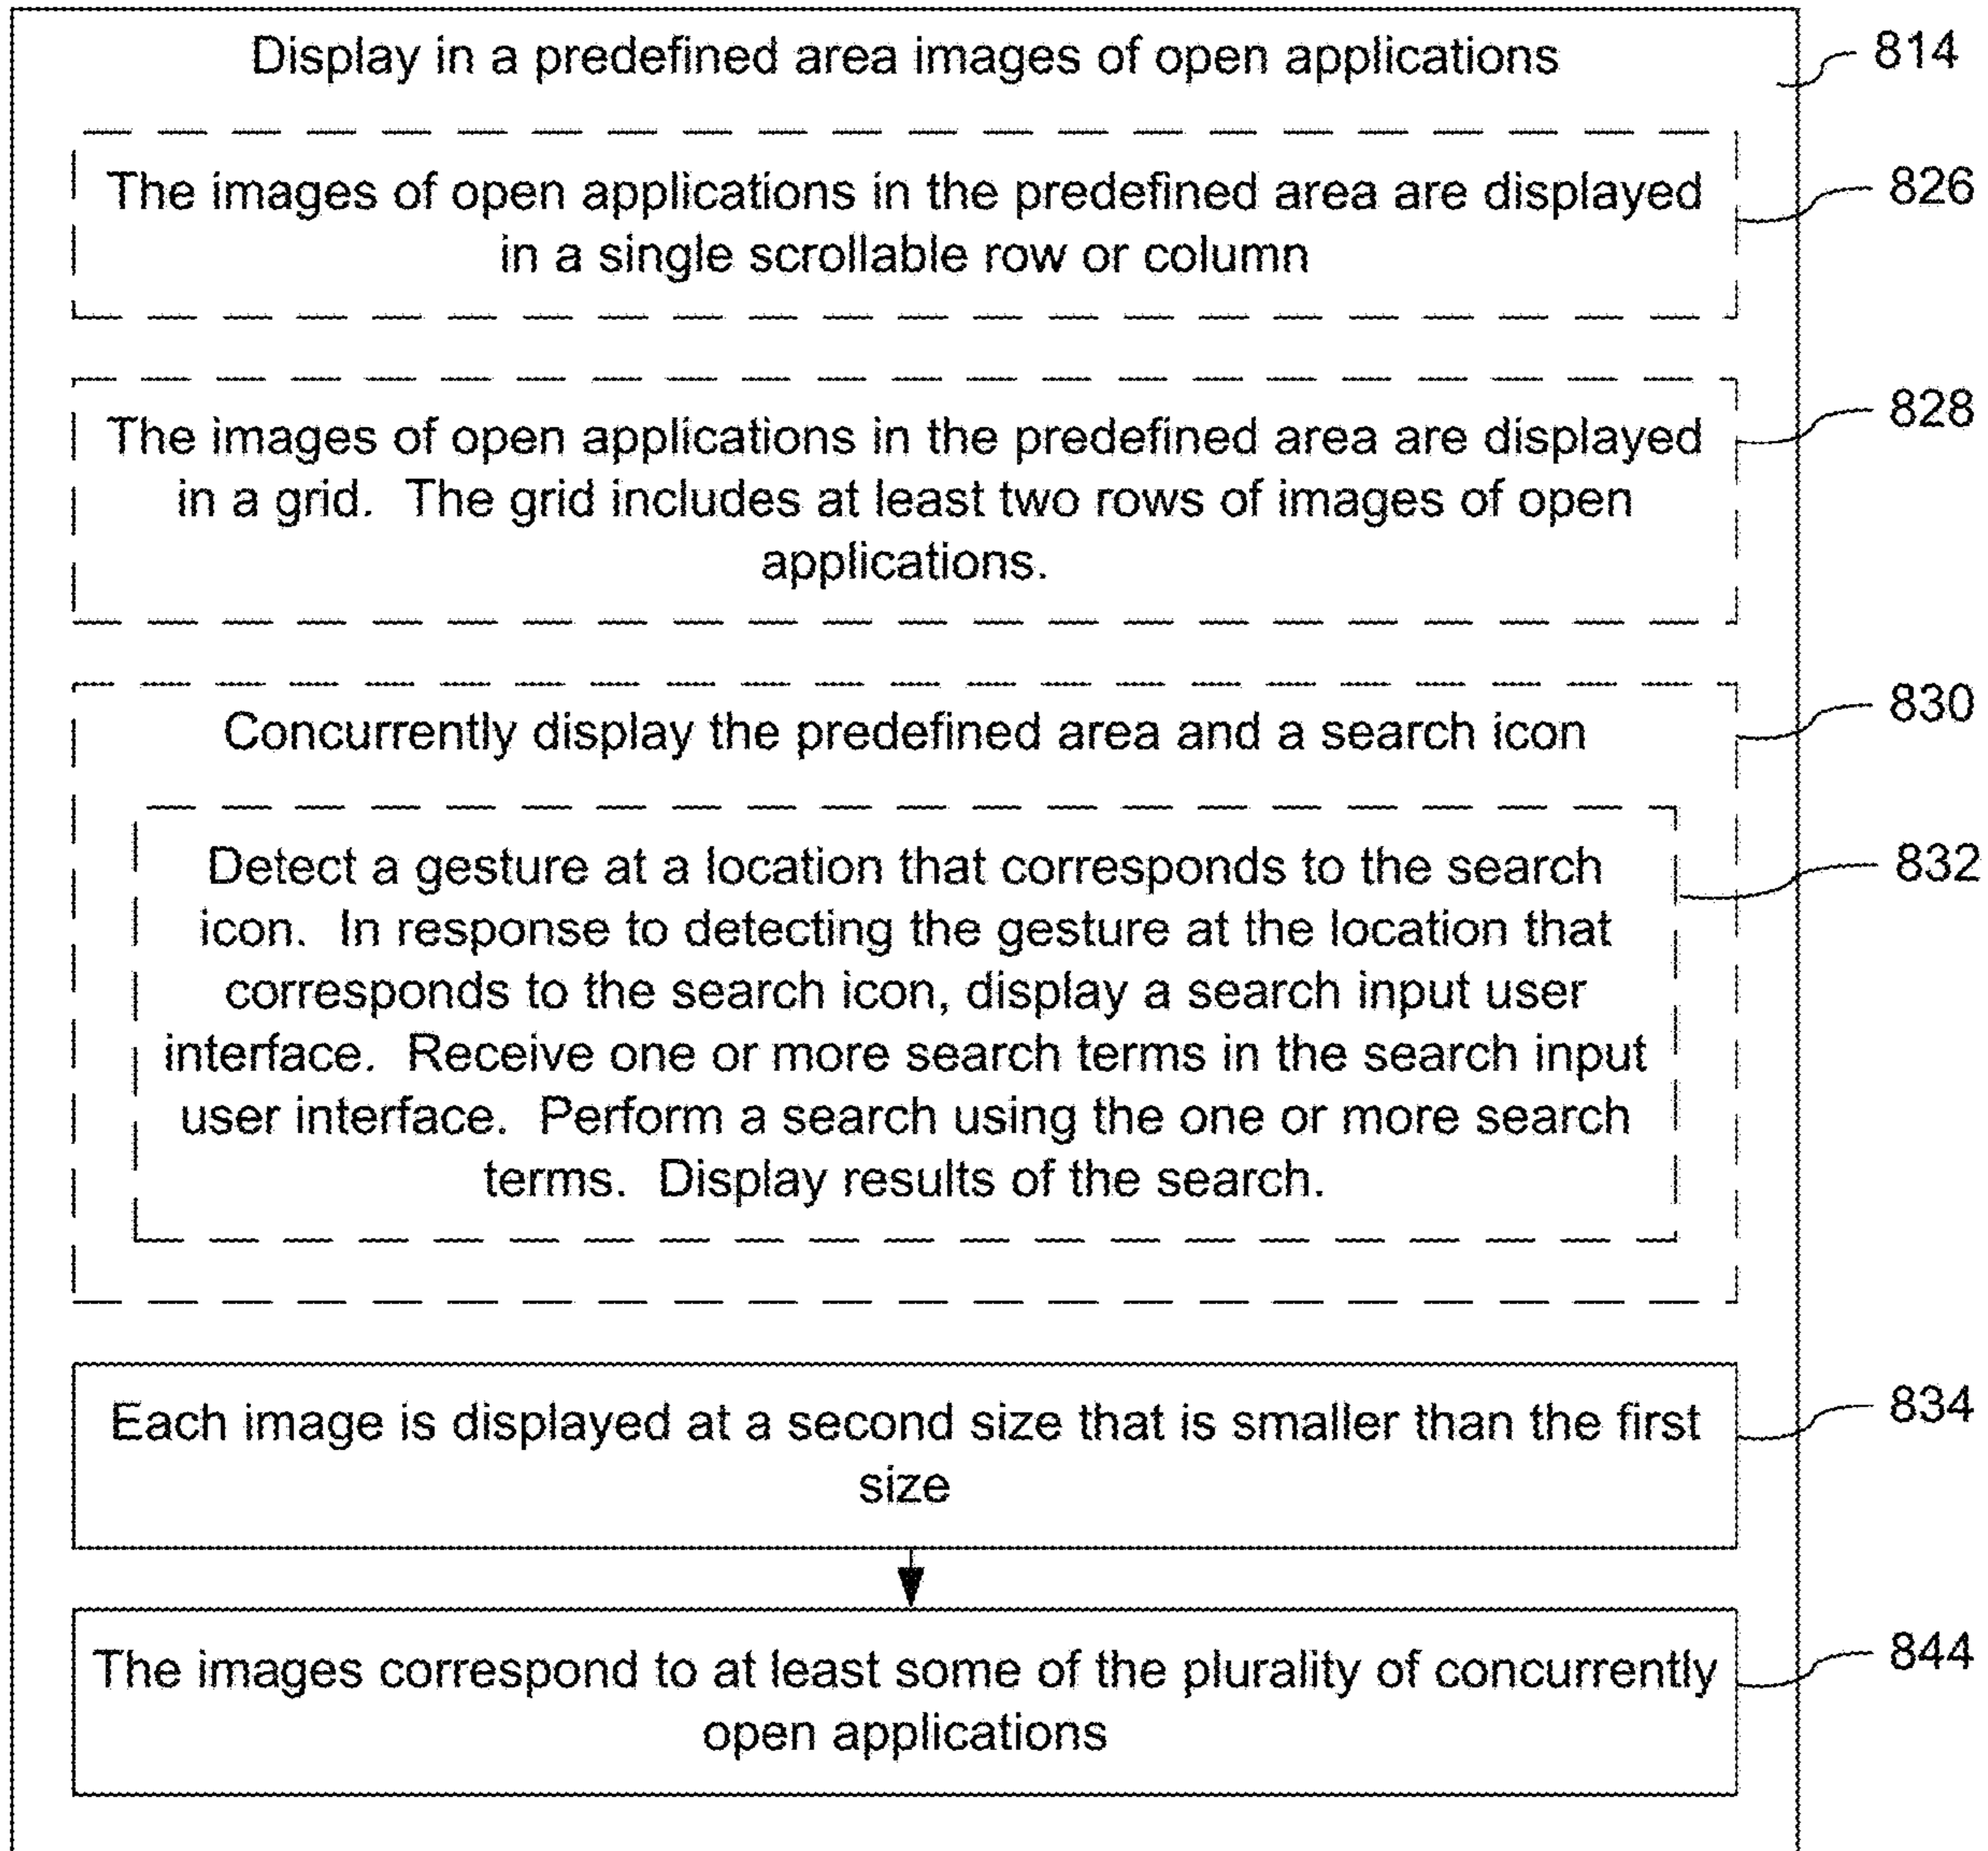 Display in a predefined area images of open applications
814
The images of open applications in the predefined area are displayed
in a single scrollable row or column
826
The images of open applications in the predefined area are displayed
in a grid.  The grid includes at least two rows of images of open
applications.
828
Concurrently display the predefined area and a search icon
830
Detect a gesture at a location that corresponds to the search
icon.  In response to detecting the gesture at the location that
corresponds to the search icon, display a search input user
interface.  Receive one or more search terms in the search input
user interface.  Perform a search using the one or more search
terms.  Display results of the search.
832
Each image is displayed at a second size that is smaller than the first
size
834
The images correspond to at least some of the plurality of concurrently
open applications
844